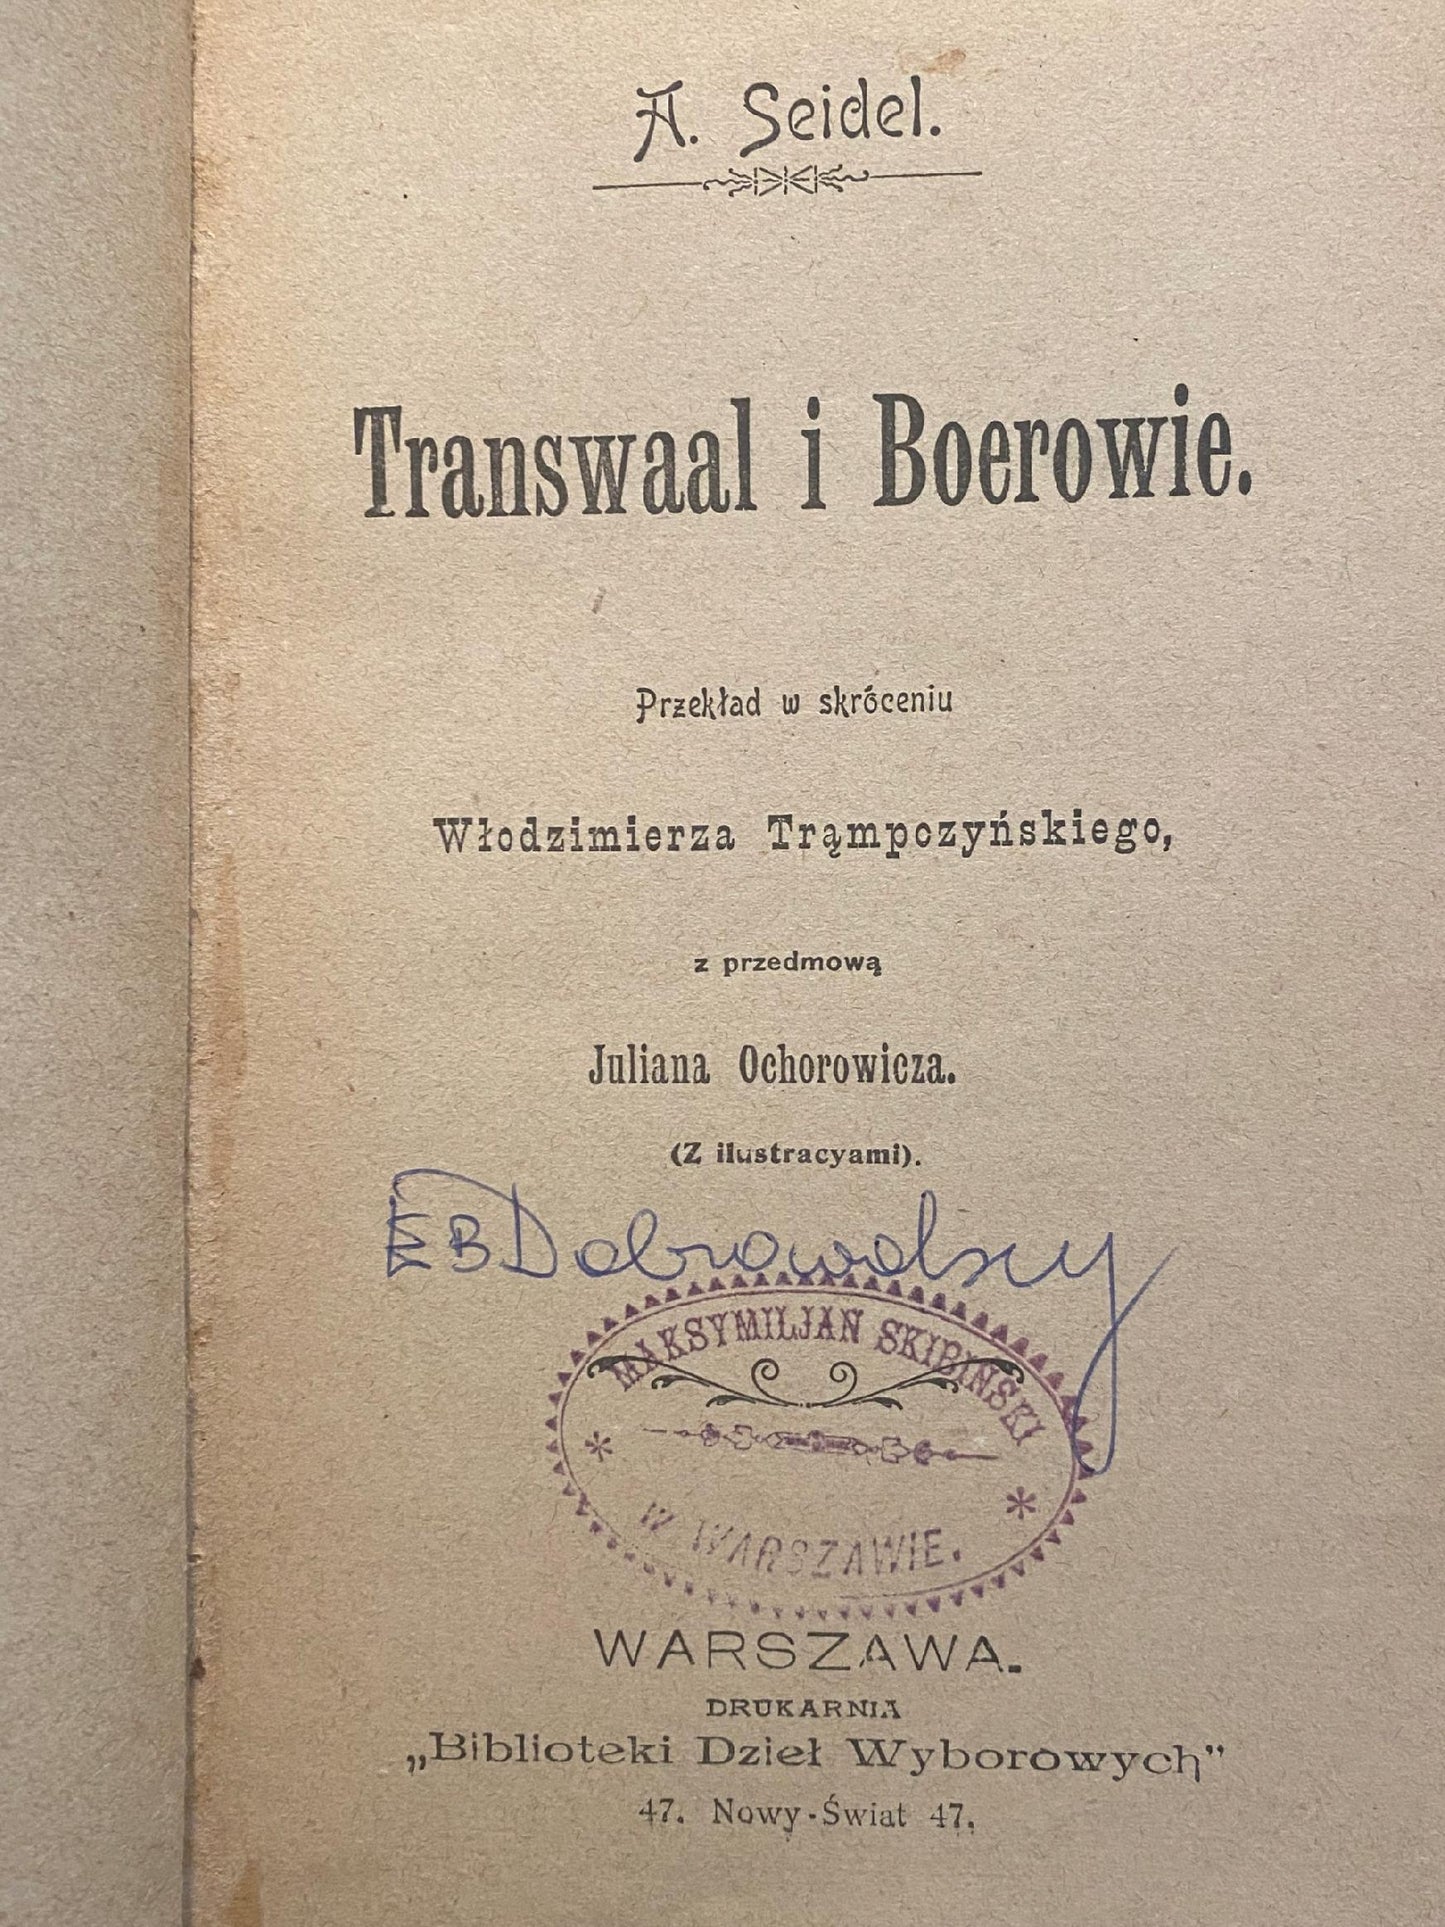 A. Seidel.
Transwaal i Boerowie.
Przekład w skróceniu
Włodzimierza Trąmpczyńskiego,
z przedmową
Juliana Ochorowicza.
(Z ilustracyami).
EB Dobrowolscy
MAKSYMILJAN SKIBIŃSKI
* *
W WARSZAWIE.
WARSZAWA.
DRUKARNIA
„Biblioteki Dzieł Wyborowych”
47. Nowy-Świat 47.